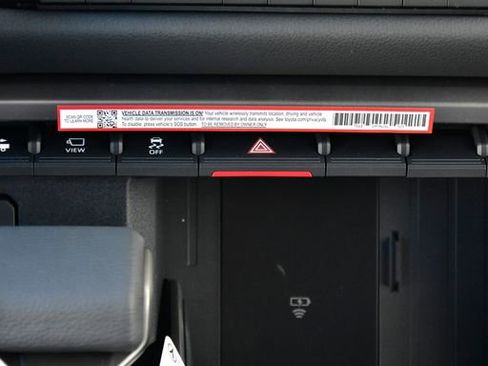 SCAN QR CODE
TO LEARN MORE
VEHICLE DATA TRANSMISSION IS ON! Your vehicle wirelessly transmits location, driving and vehicle
health data to deliver your services and for internal research and data analysis. See toyota.com/privacyvts
To disable, press vehicle's SOS button. TO BE REMOVED BY OWNER ONLY.
VIEW
OFF